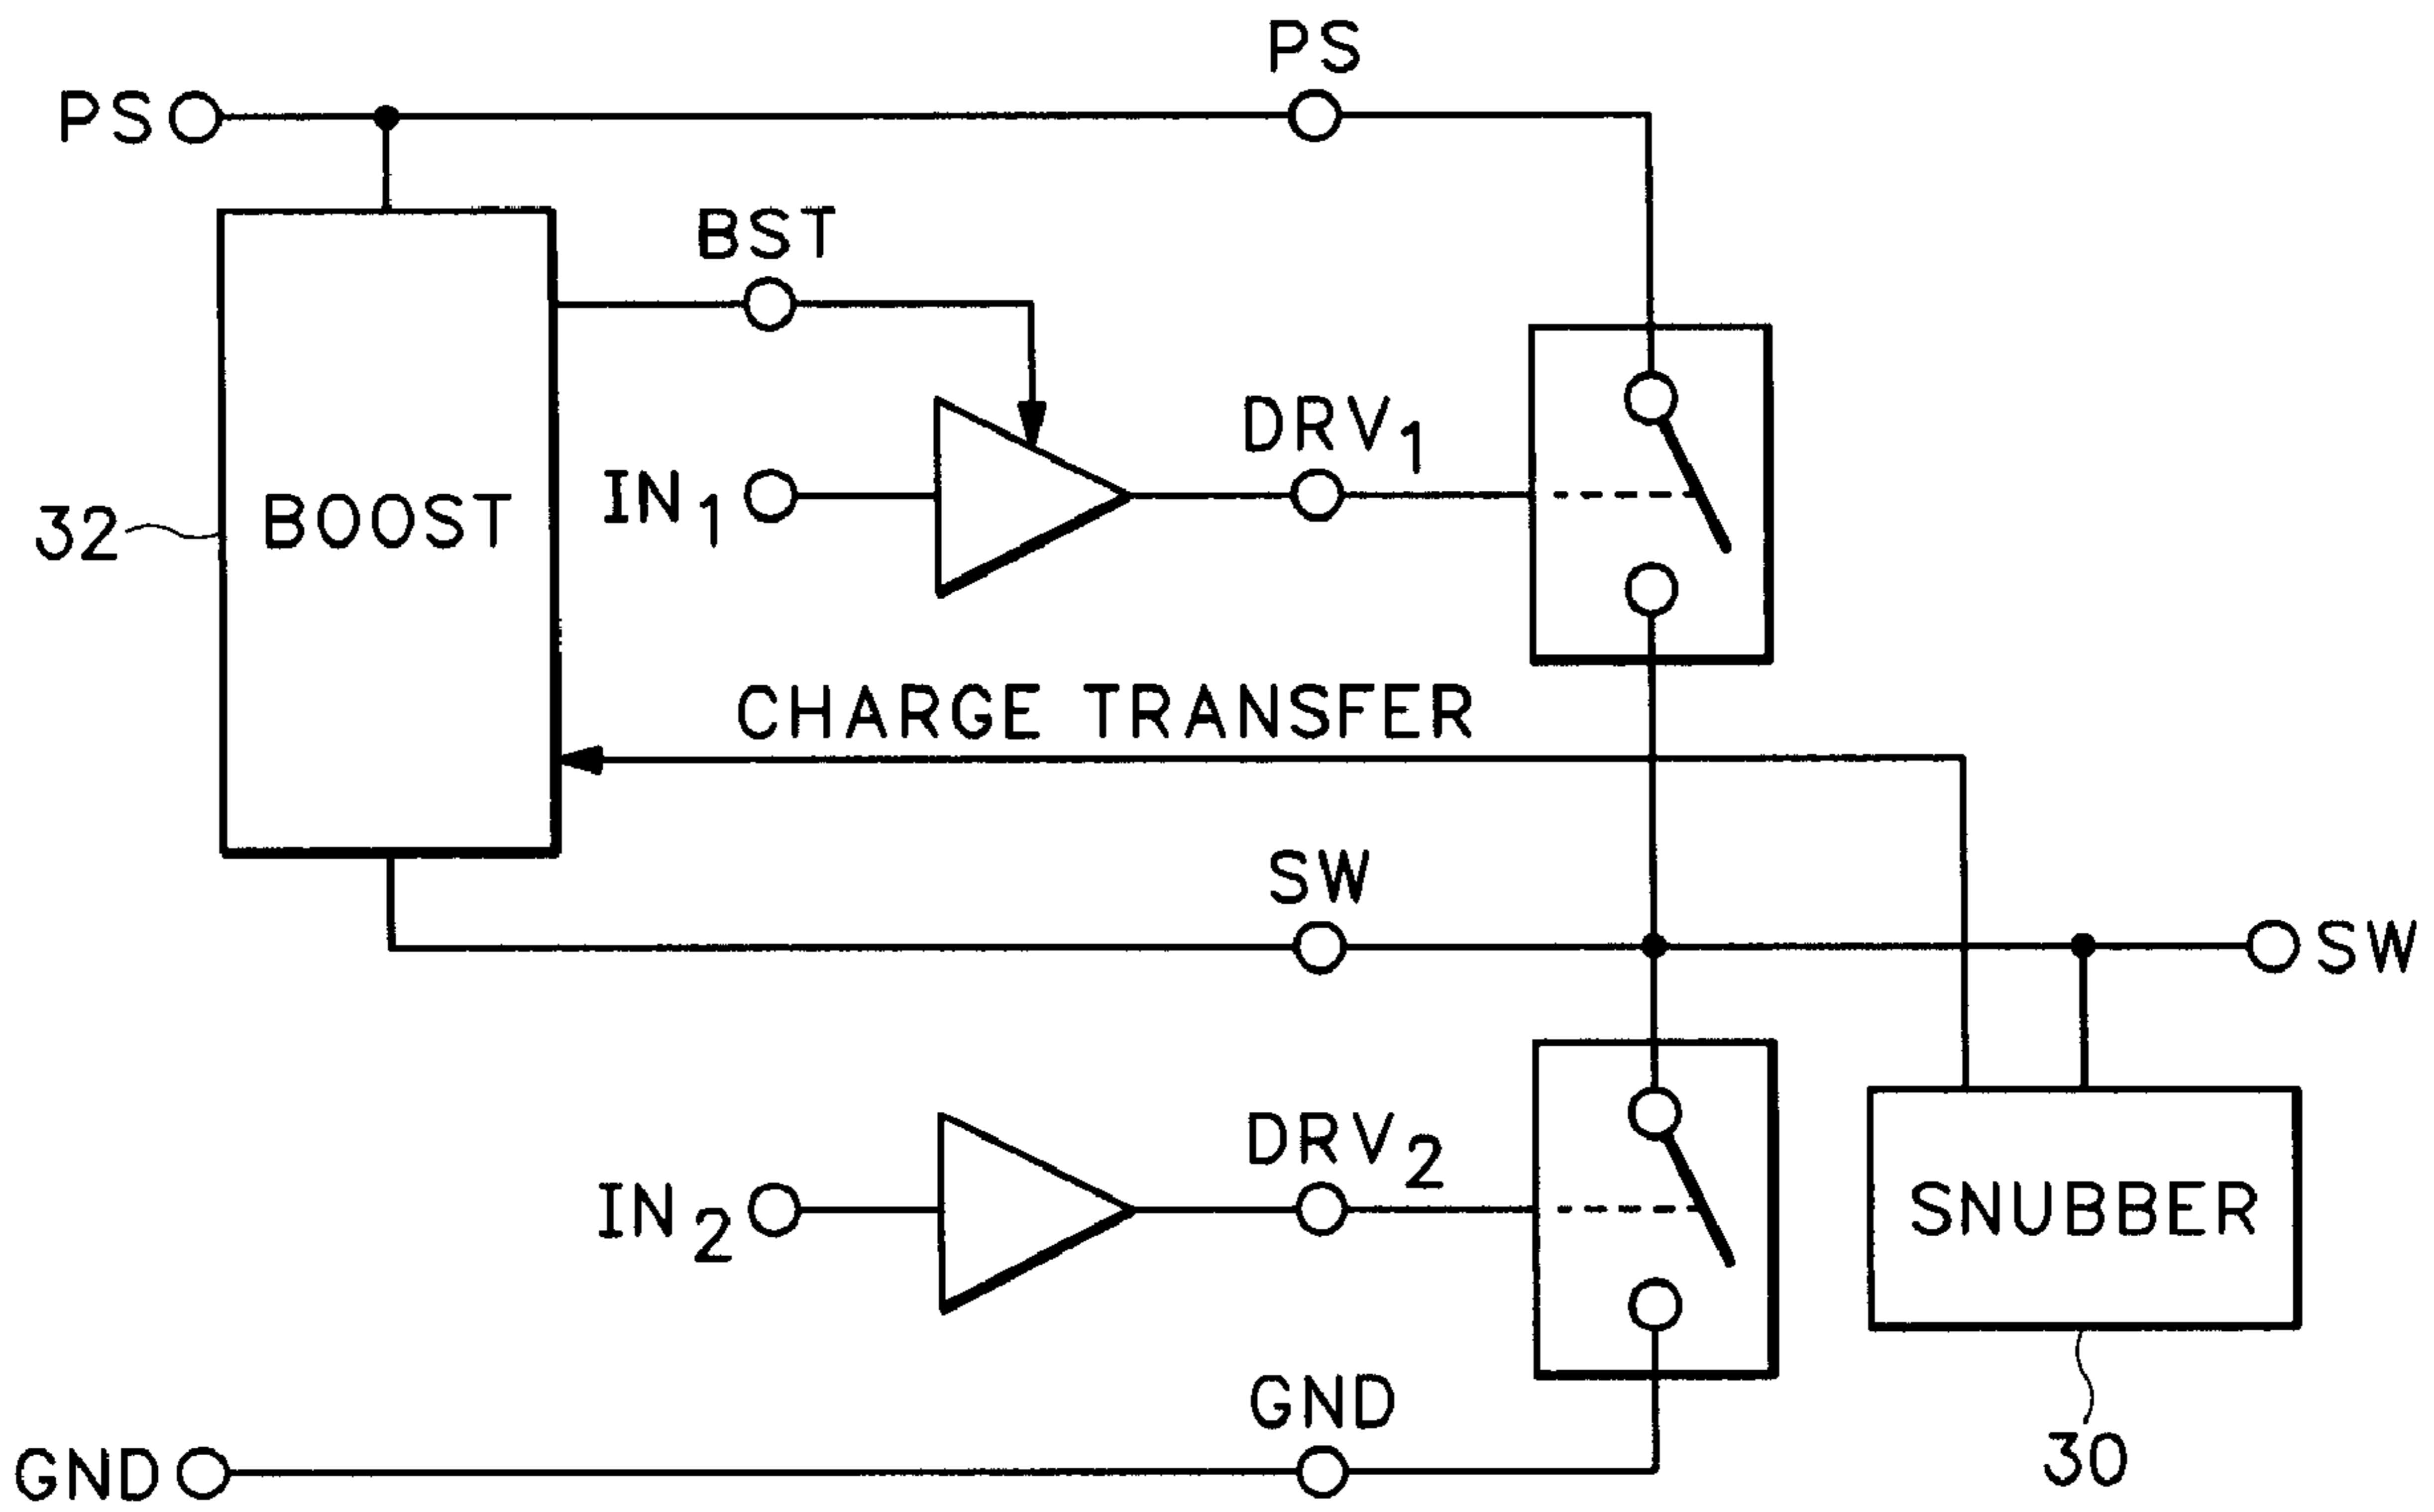 PS
PS
BST
DRV1
IN1
32
BOOST
CHARGE TRANSFER
SW
SW
DRV2
IN2
SNUBBER
GND
30
GND